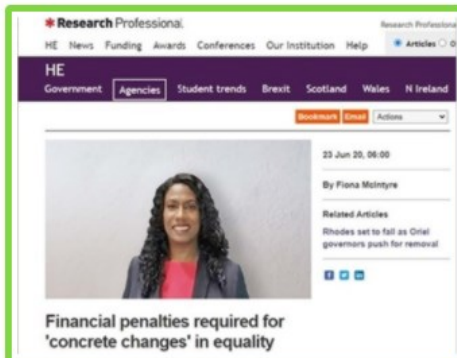 Research Professional
HE News Funding Awards Conferences Our Institution Help
Articles
HE
Government Agencies Student trends Brexit Scotland Wales N Ireland
Bookmark Email Actions
23 Jun 20, 06:00
By Fiona McIntyre
Related Articles
Rhodes set to fall as Oriel
governors push for removal
Financial penalties required for
'concrete changes' in equality